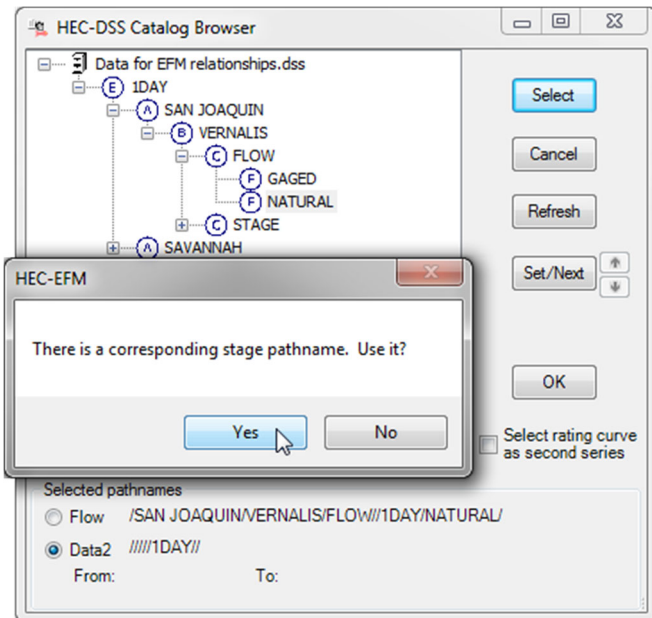 HEC-DSS Catalog Browser
Data for EFM relationships.dss
E 1DAY
A SAN JOAQUIN
B VERNALIS
C FLOW
F GAGED
F NATURAL
C STAGE
A SAVANNAH
Select
Cancel
Refresh
Set/Next
OK
Select rating curve
as second series
HEC-EFM
There is a corresponding stage pathname. Use it?
Yes
No
Selected pathnames
Flow /SAN JOAQUIN/VERNALIS/FLOW//1DAY/NATURAL/
Data2 /////1DAY//
From: To: